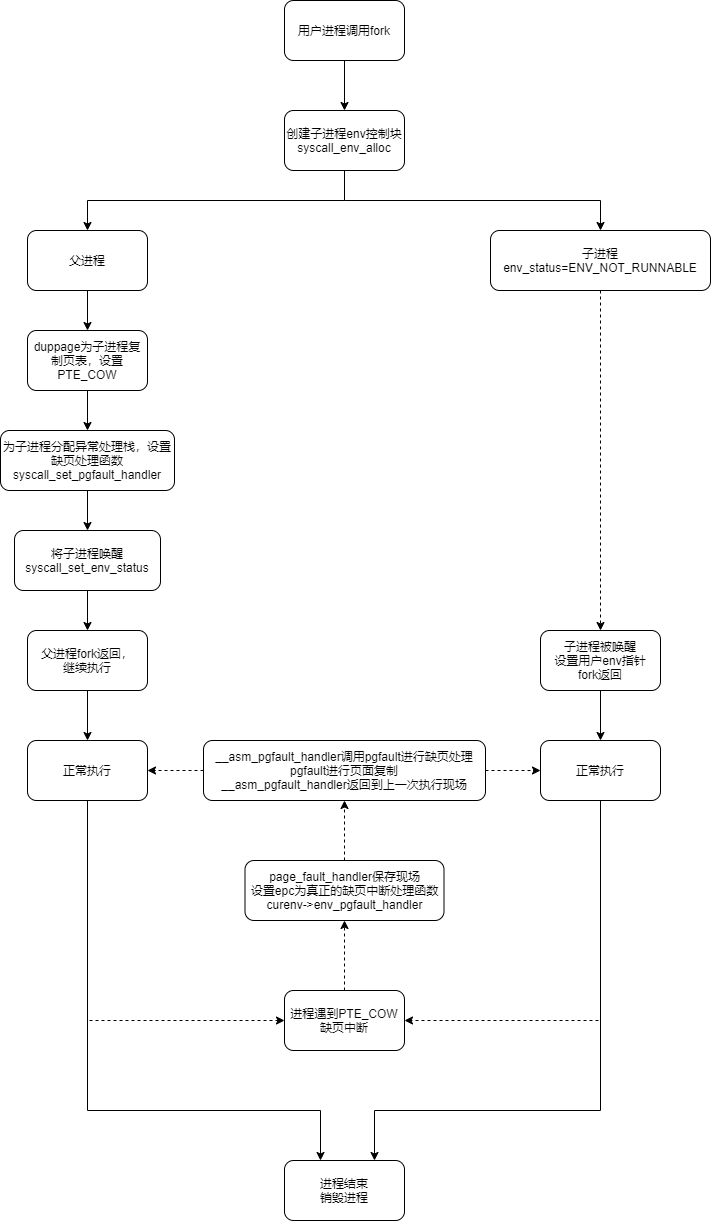 用户进程调用fork
创建子进程env控制块
syscall_env_alloc
父进程
子进程
env_status=ENV_NOT_RUNNABLE
duppage为子进程复
制页表，设置
PTE_COW
为子进程分配异常处理栈，设置
缺页处理函数
syscall_set_pgfault_handler
将子进程唤醒
syscall_set_env_status
父进程fork返回，
继续执行
子进程被唤醒
设置用户env指针
fork返回
正常执行
__asm_pgfault_handler调用pgfault进行缺页处理
pgfault进行页面复制
__asm_pgfault_handler返回到上一次执行现场
正常执行
page_fault_handler保存现场
设置epc为真正的缺页中断处理函数
curenv->env_pgfault_handler
进程遇到PTE_COW
缺页中断
进程结束
销毁进程